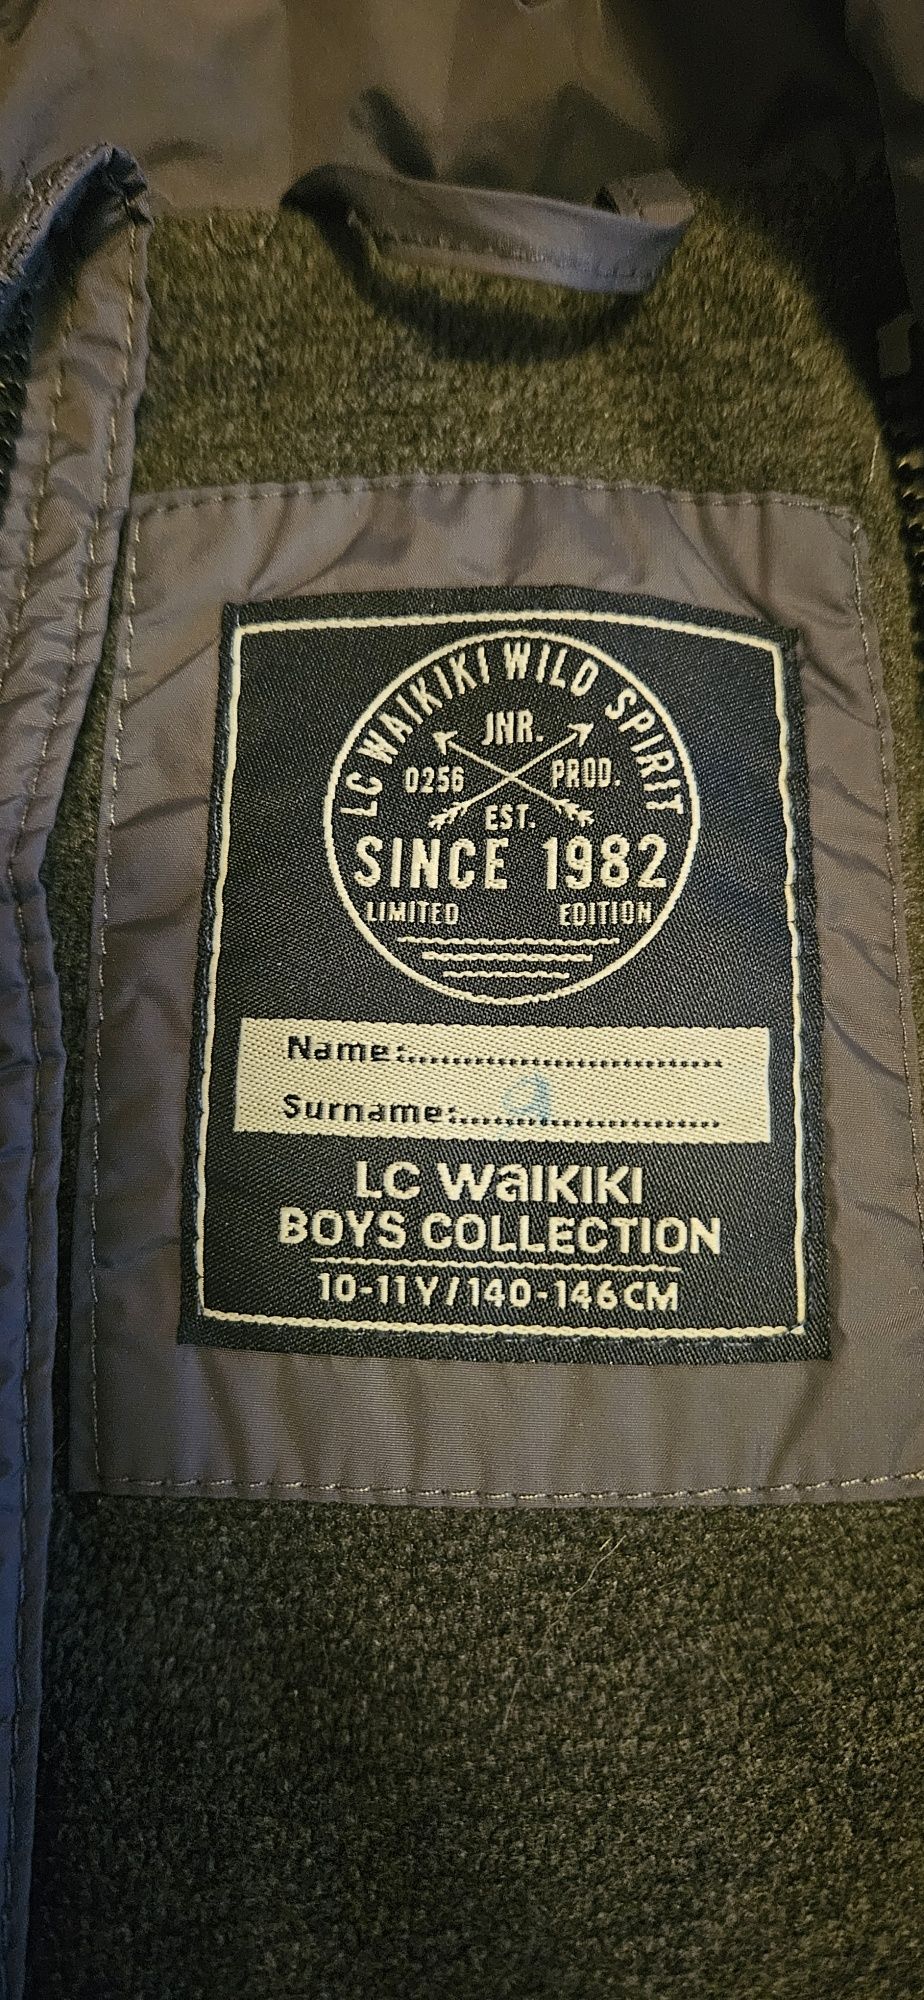 LC WAIKIKI WILD SPIRIT
JNR.
0256 PROD.
EST.
SINCE 1982
LIMITED EDITION
Name:............................
Surname:........................
LC WAIKIKI
BOYS COLLECTION
10-11Y/140-146CM